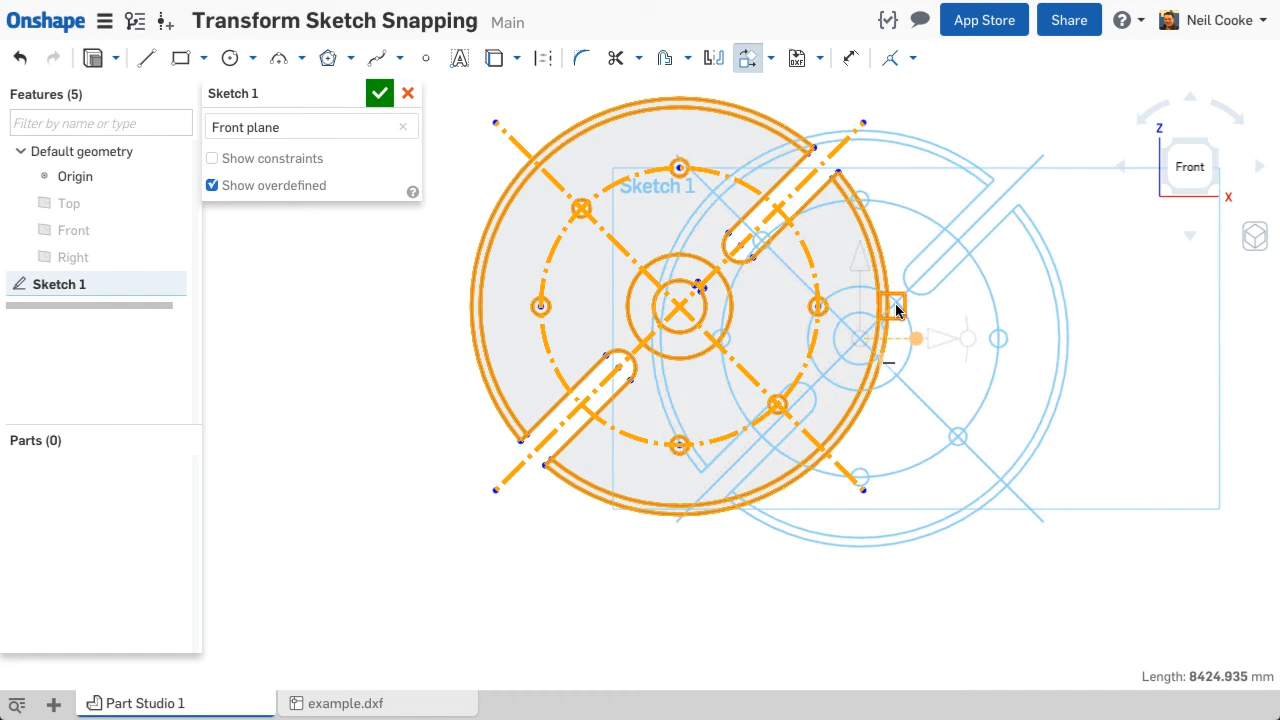 Onshape Transform Sketch Snapping Main App Store Share Neil Cooke
DXF
Features (5)
Filter by name or type
Default geometry
Origin
Top
Front
Right
Sketch 1
Parts (0)
Sketch 1
Front plane
Show constraints
Show overdefined
Sketch 1
Z
Front
X
Length: 8424.935 mm
Part Studio 1 example.dxf